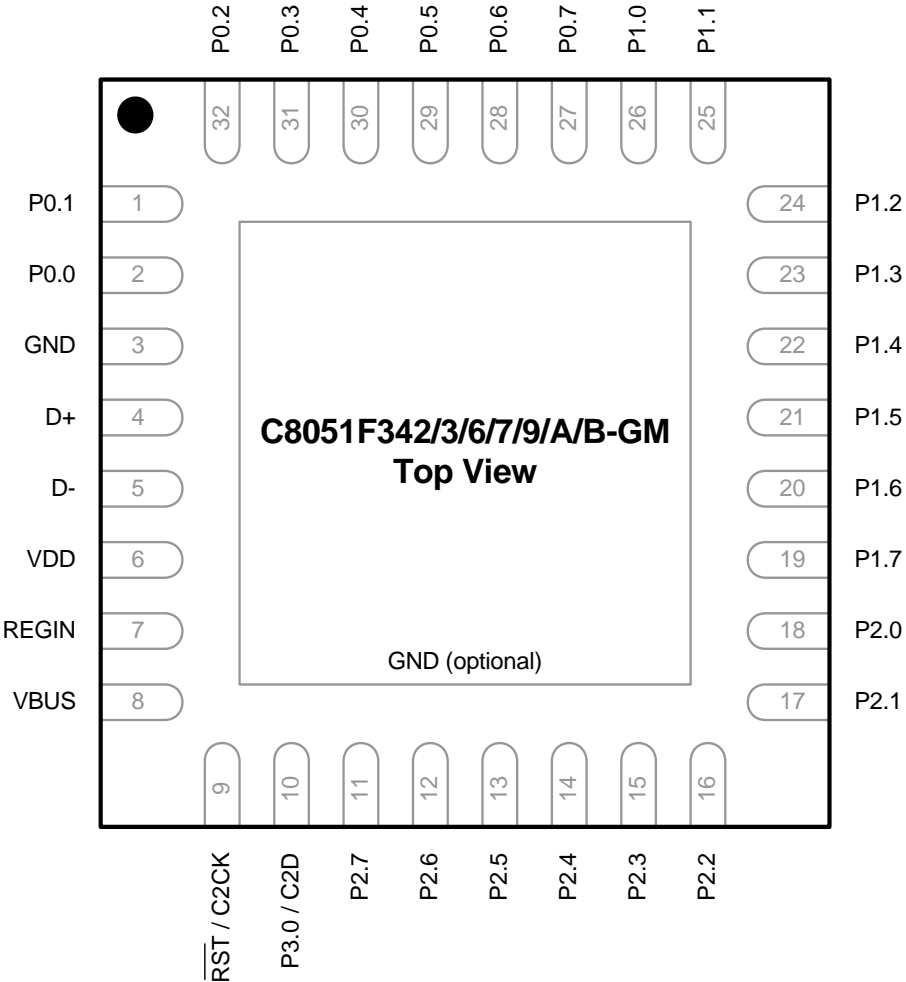 P0.2
P0.3
P0.4
P0.5
P0.6
P0.7
P1.0
P1.1
32
31
30
29
28
27
26
25
P0.1
1
24
P1.2
P0.0
2
23
P1.3
GND
3
22
P1.4
D+
4
21
P1.5
C8051F342/3/6/7/9/A/B-GM
Top View
D-
5
20
P1.6
VDD
6
19
P1.7
REGIN
7
18
P2.0
GND (optional)
VBUS
8
17
P2.1
9
10
11
12
13
14
15
16
RST / C2CK
P3.0 / C2D
P2.7
P2.6
P2.5
P2.4
P2.3
P2.2